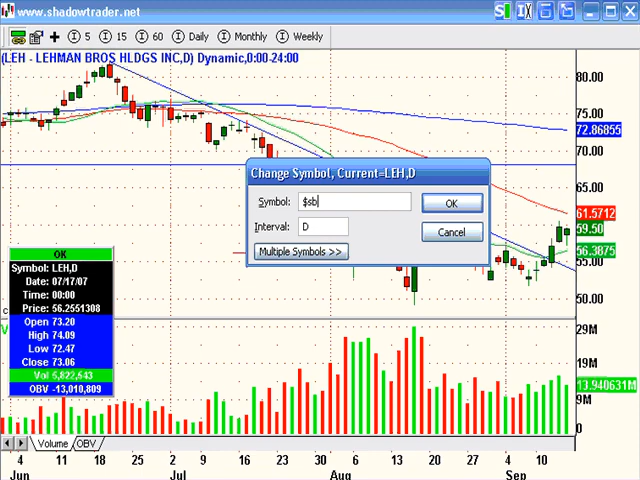 www.shadowtrader.net
5 15 60 Daily Monthly Weekly
(LEH - LEHMAN BROS HLDGS INC,D) Dynamic,0:00-24:00
80.00
75.00
72.86855
70.00
65.00
61.5712
59.50
56.3875
55.00
50.00
Change Symbol, Current=LEH,D
Symbol: $sb
OK
Interval: D
Cancel
Multiple Symbols >>
OK
Symbol: LEH,D
Date: 07/17/07
Time: 00:00
Price: 56.2551308
Open 73.20
High 74.09
Low 72.47
Close 73.06
Vol 5,822,543
OBV -13,010,809
29M
19M
13.940631M
9M
0
Volume OBV
4 11 18 25 2 9 16 23 30 6 13 20 27 4 10
Jun Jul Aug Sep